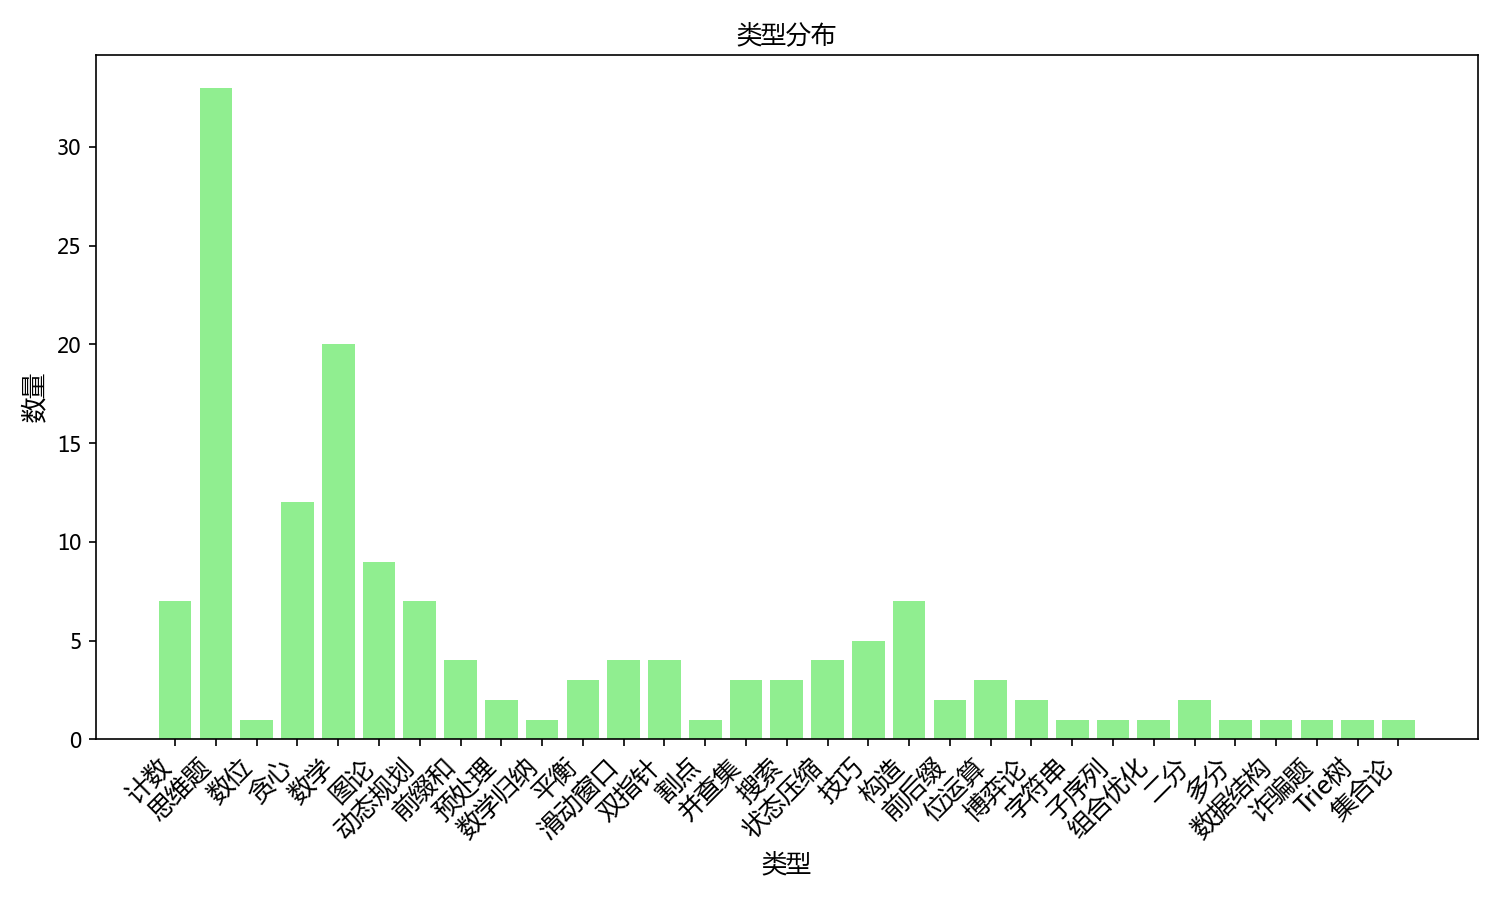 类型分布
数量
30
25
20
15
10
5
0
计数
思维题
数位
贪心
数学
图论
动态规划
前缀和
预处理
数学归纳
平衡
滑动窗口
双指针
割点
并查集
搜索
状态压缩
技巧
构造
前后缀
位运算
博弈论
字符串
子序列
组合优化
二分
多分
数据结构
诈骗题
Trie树
集合论
类型